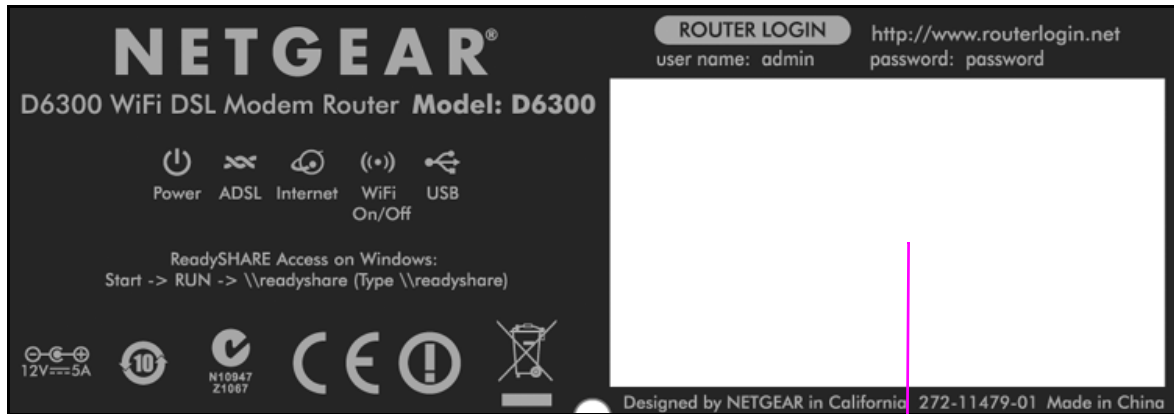 NETGEAR®
D6300 WiFi DSL Modem Router Model: D6300
Power ADSL Internet WiFi On/Off USB
ReadySHARE Access on Windows:
Start -> RUN -> \\readyshare (Type \\readyshare)
12V⎓5A
10
N10947
Z1067
CE
ROUTER LOGIN http://www.routerlogin.net
user name: admin password: password
Designed by NETGEAR in California 272-11479-01 Made in China